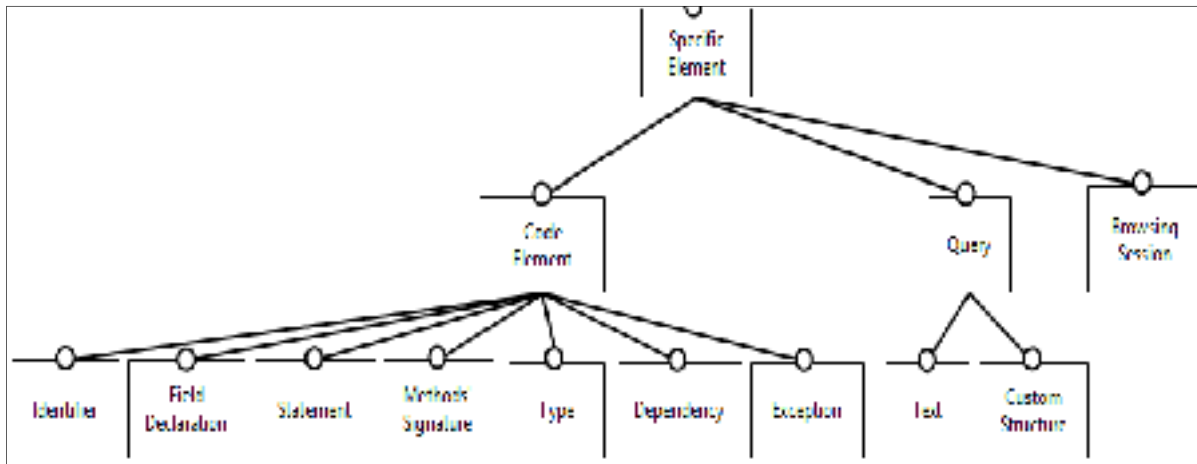 Specific
Element
Code
Element
Query
Browsing
Session
Identifier
Field
Declaration
Statement
Methods
Signature
Type
Dependency
Exception
Text
Custom
Structure